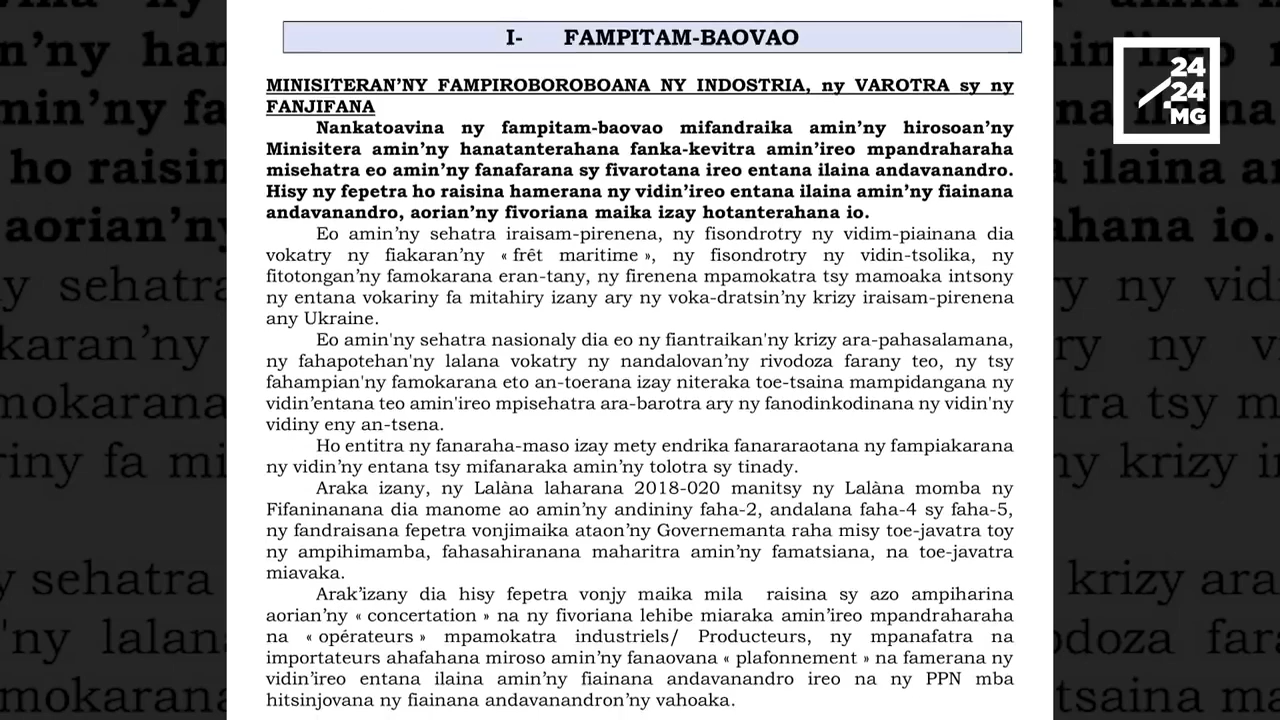 I- FAMPITAM-BAOVAO
MINISITERAN’NY FAMPIROBOROBOANA NY INDOSTRIA, ny VAROTRA sy ny
FANJIFANA
Nankatoavina ny fampitam-baovao mifandraika amin’ny hirosoan’ny
Minisitera amin’ny hanatanterahana fanka-kevitra amin’ireo mpandraharaha
misehatra eo amin’ny fanafarana sy fivarotana ireo entana ilaina andavanandro.
Hisy ny fepetra ho raisina hamerana ny vidin’ireo entana ilaina amin’ny fiainana
andavanandro, aorian’ny fivoriana maika izay hotanterahana io.
Eo amin’ny sehatra iraisam-pirenena, ny fisondrotry ny vidim-piainana dia
vokatry ny fiakaran’ny « frêt maritime », ny fisondrotry ny vidin-tsolika, ny
fitotongan’ny famokarana eran-tany, ny firenena mpamokatra tsy mamoaka intsony
ny entana vokariny fa mitahiry izany ary ny voka-dratsin’ny krizy iraisam-pirenena
any Ukraine.
Eo amin'ny sehatra nasionaly dia eo ny fiantraikan'ny krizy ara-pahasalamana,
ny fahapotehan'ny lalana vokatry ny nandalovan’ny rivodoza farany teo, ny tsy
fahampian'ny famokarana eto an-toerana izay niteraka toe-tsaina mampidangana ny
vidin’entana teo amin'ireo mpisehatra ara-barotra ary ny fanodinkodinana ny vidin'ny
vidiny eny an-tsena.
Ho entitra ny fanaraha-maso izay mety endrika fanararaotana ny fampiakarana
ny vidin’ny entana tsy mifanaraka amin’ny tolotra sy tinady.
Araka izany, ny Lalàna laharana 2018-020 manitsy ny Lalàna momba ny
Fifaninanana dia manome ao amin’ny andininy faha-2, andalana faha-4 sy faha-5,
ny fandraisana fepetra vonjimaika ataon’ny Governemanta raha misy toe-javatra toy
ny ampihimamba, fahasahiranana maharitra amin’ny famatsiana, na toe-javatra
miavaka.
Arak’izany dia hisy fepetra vonjy maika mila raisina sy azo ampiharina
aorian’ny « concertation » na ny fivoriana lehibe miaraka amin’ireo mpandraharaha
na « opérateurs » mpamokatra industriels/ Producteurs, ny mpanafatra na
importateurs ahafahana miroso amin’ny fanaovana « plafonnement » na famerana ny
vidin’ireo entana ilaina amin’ny fiainana andavanandro ireo na ny PPN mba
hitsinjovana ny fiainana andavanandron’ny vahoaka.
24
24
MG